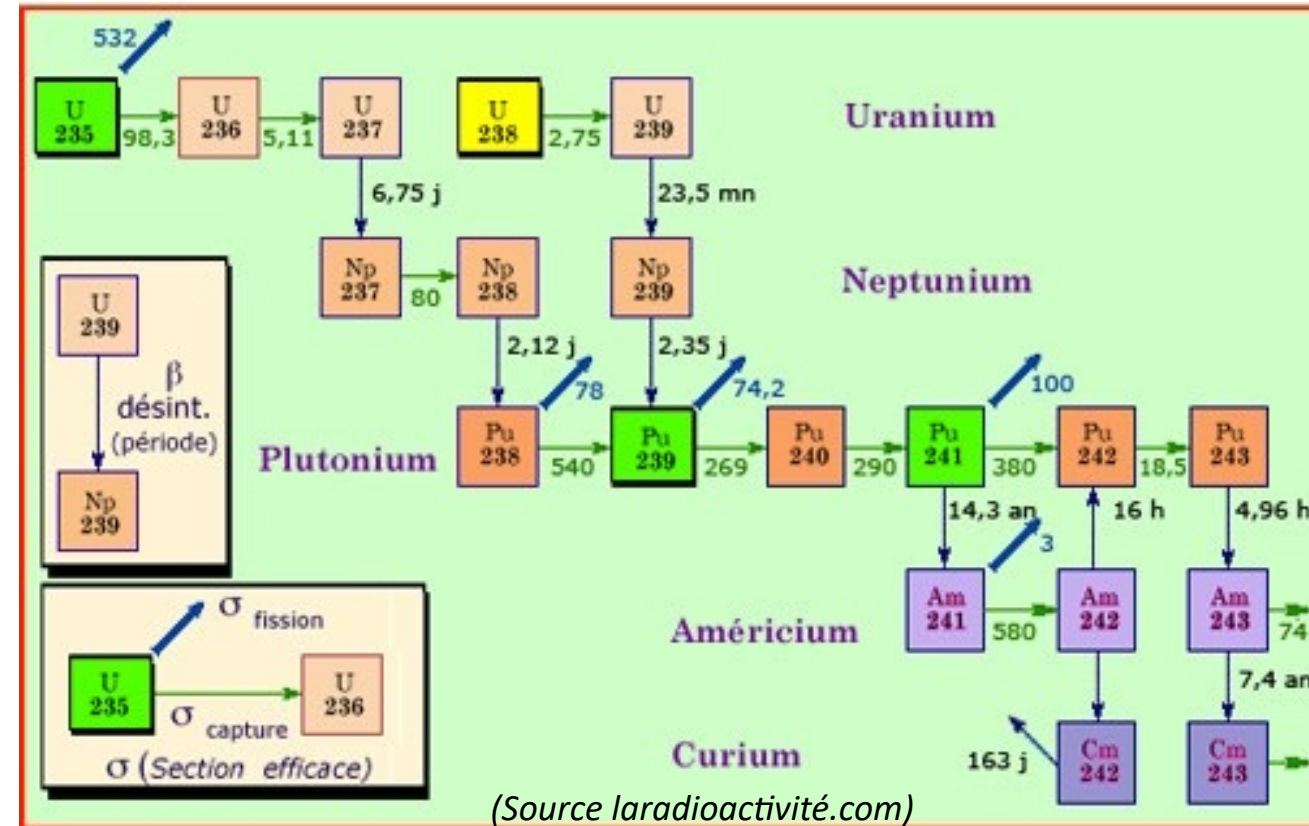 532
U
235
98,3
U
236
5,11
U
237
U
238
2,75
U
239
Uranium
6,75 j
23,5 mn
Np
237
80
Np
238
Np
239
Neptunium
2,12 j
2,35 j
U
239
β
désint.
(période)
Np
239
Plutonium
78
74,2
100
Pu
238
540
Pu
239
269
Pu
240
290
Pu
241
380
Pu
242
18,5
Pu
243
14,3 an
16 h
4,96 h
3
Américium
Am
241
580
Am
242
Am
243
74
7,4 an
σ fission
U
235
σ capture
U
236
σ (Section efficace)
Curium
163 j
Cm
242
Cm
243
(Source laradioactivité.com)